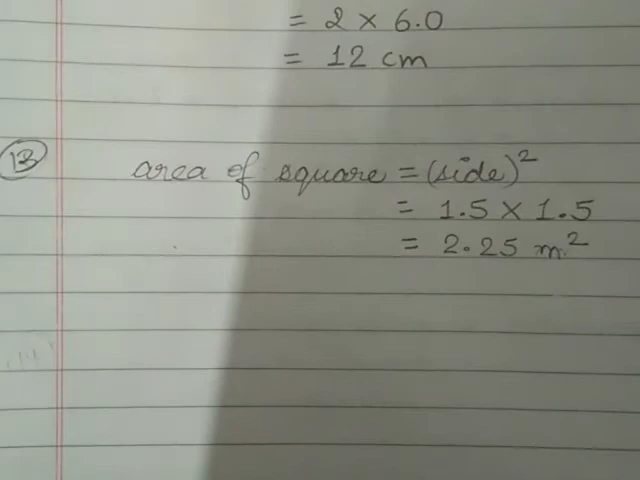 = 2 × 6.0
= 12 cm
13 area of square = (side)²
= 1.5 × 1.5
= 2.25 m²